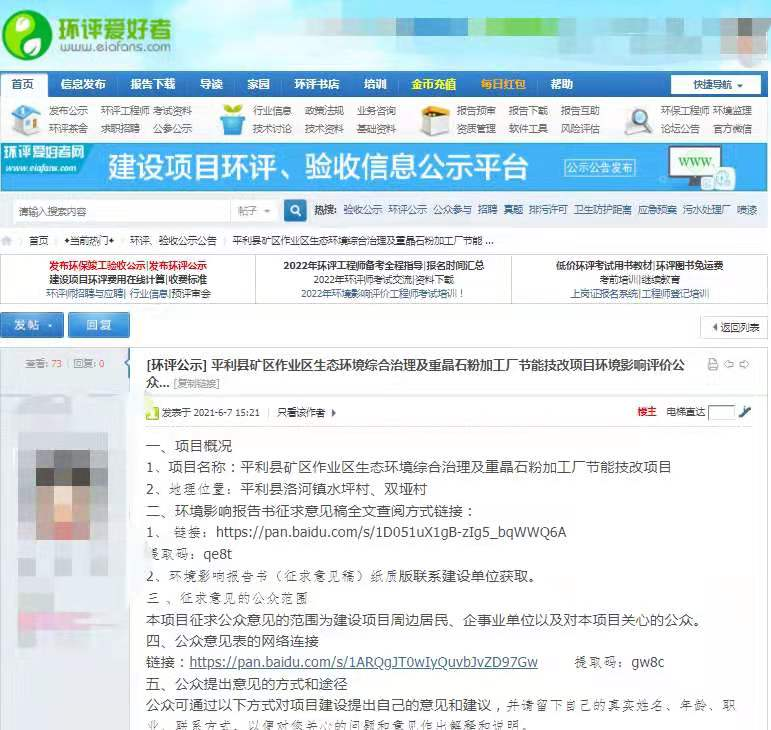 环评爱好者
www.eiafans.com
首页 信息发布 报告下载 导读 家园 环评书店 培训 金币充值 每日红包 帮助 快捷导航
发布公示 环评工程师 考试资料 行业信息 政策法规 业务咨询 报告预审 报告下载 报告互助 环保工程师 环境监理
环评茶余 求职招聘 公参公示 技术讨论 技术资料 基础资料 资质管理 软件工具 风险评估 论坛公告 官方微信
环评爱好者网
www.eiafans.com
建设项目环评、验收信息公示平台
公示公告发布
www.
请输入搜索内容 帖子 热搜: 验收公示 环评公示 公众参与 招聘 真题 排污许可 卫生防护距离 应急预案 污水处理厂 喷漆
首页 ✦当前热门✦ 环评、验收公示公告 平利县矿区作业区生态环境综合治理及重晶石粉加工厂节能 ...
发布环保竣工验收公示|发布环评公示 2022年环评工程师备考全程指导|报名时间汇总 低价环评考试用书教材|环评图书免运费
建设项目环评费用在线计算|收费标准 2022年环评师考试交流|资料下载 考前培训|继续教育
环评师招聘与应聘| 行业信息|预评审会 2022年环境影响评价工程师考试培训! 上岗证报名系统|工程师登记培训
发帖 回复 返回列表
查看: 73 | 回复: 0
[环评公示] 平利县矿区作业区生态环境综合治理及重晶石粉加工厂节能技改项目环境影响评价公
众... [复制链接]
发表于 2021-6-7 15:21 | 只看该作者 楼主 电梯直达
一、项目概况
1、项目名称：平利县矿区作业区生态环境综合治理及重晶石粉加工厂节能技改项目
2、地理位置：平利县洛河镇水坪村、双垭村
二、环境影响报告书征求意见稿全文查阅方式链接：
1、 链接：https://pan.baidu.com/s/1D051uX1gB-zIg5_bqWWQ6A
提取码：qe8t
2、环境影响报告书（征求意见稿）纸质版联系建设单位获取。
三 、征求意见的公众范围
本项目征求公众意见的范围为建设项目周边居民、企事业单位以及对本项目关心的公众。
四、公众意见表的网络连接
链接：https://pan.baidu.com/s/1ARQgJT0wIyQuvbJvZD97Gw 提取码：gw8c
五、公众提出意见的方式和途径
公众可通过以下方式对项目建设提出自己的意见和建议，并请留下自己的真实姓名、年龄、职
业、联系方式，以便对您关心的问题和意见作出解释和说明。